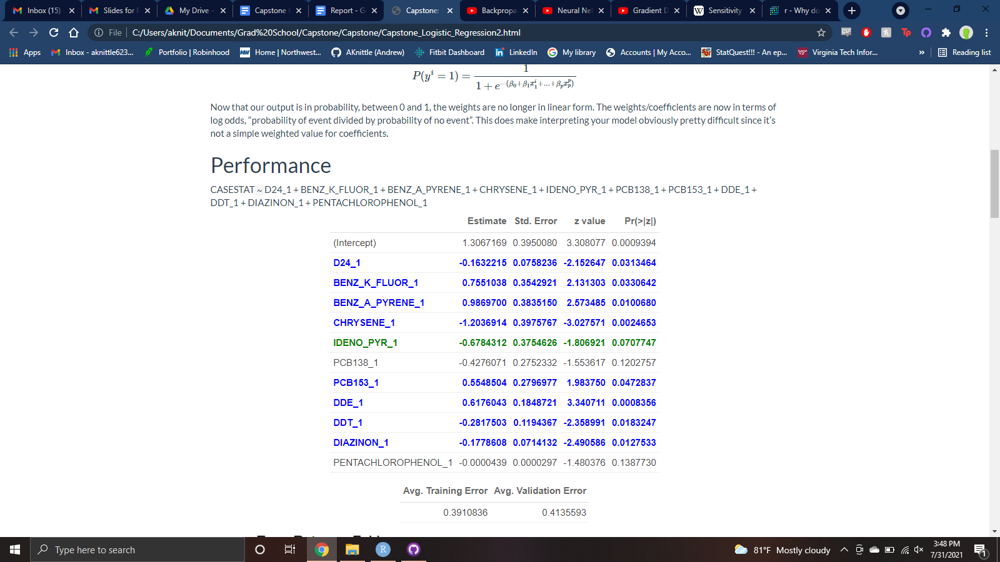 Inbox (15)
Slides for
My Drive -
Capstone
Report - G
Capstone:
Backpropa
Neural Ne
Gradient D
Sensitivity
r - Why do
File
C:/Users/aknit/Documents/Grad%20School/Capstone/Capstone/Capstone_Logistic_Regression2.html
Apps
Inbox - aknittle623...
Portfolio | Robinhood
Home | Northwest...
AKnittle (Andrew)
Fitbit Dashboard
LinkedIn
My library
Accounts | My Acco...
StatQuest!!! - An ep...
Virginia Tech Infor...
»
Reading list
P(y^i = 1) = 1 / (1 + e^−(β_0+β_1x_1^i+...+β_px_p^p))
Now that our output is in probability, between 0 and 1, the weights are no longer in linear form. The weights/coefficients are now in terms of
log odds, “probability of event divided by probability of no event”. This does make interpreting your model obviously pretty difficult since it’s
not a simple weighted value for coefficients.
Performance
CASESTAT ~ D24_1 + BENZ_K_FLUOR_1 + BENZ_A_PYRENE_1 + CHRYSENE_1 + IDENO_PYR_1 + PCB138_1 + PCB153_1 + DDE_1 +
DDT_1 + DIAZINON_1 + PENTACHLOROPHENOL_1
Estimate Std. Error z value Pr(>|z|)
(Intercept) 1.3067169 0.3950080 3.308077 0.0009394
D24_1 -0.1632215 0.0758236 -2.152647 0.0313464
BENZ_K_FLUOR_1 0.7551038 0.3542921 2.131303 0.0330642
BENZ_A_PYRENE_1 0.9869700 0.3835150 2.573485 0.0100680
CHRYSENE_1 -1.2036914 0.3975767 -3.027571 0.0024653
IDENO_PYR_1 -0.6784312 0.3754626 -1.806921 0.0707747
PCB138_1 -0.4276071 0.2752332 -1.553617 0.1202757
PCB153_1 0.5548504 0.2796977 1.983750 0.0472837
DDE_1 0.6176043 0.1848721 3.340711 0.0008356
DDT_1 -0.2817503 0.1194367 -2.358991 0.0183247
DIAZINON_1 -0.1778608 0.0714132 -2.490586 0.0127533
PENTACHLOROPHENOL_1 -0.0000439 0.0000297 -1.480376 0.1387730
Avg. Training Error Avg. Validation Error
0.3910836 0.4135593
Type here to search
81°F Mostly cloudy
3:48 PM
7/31/2021
1